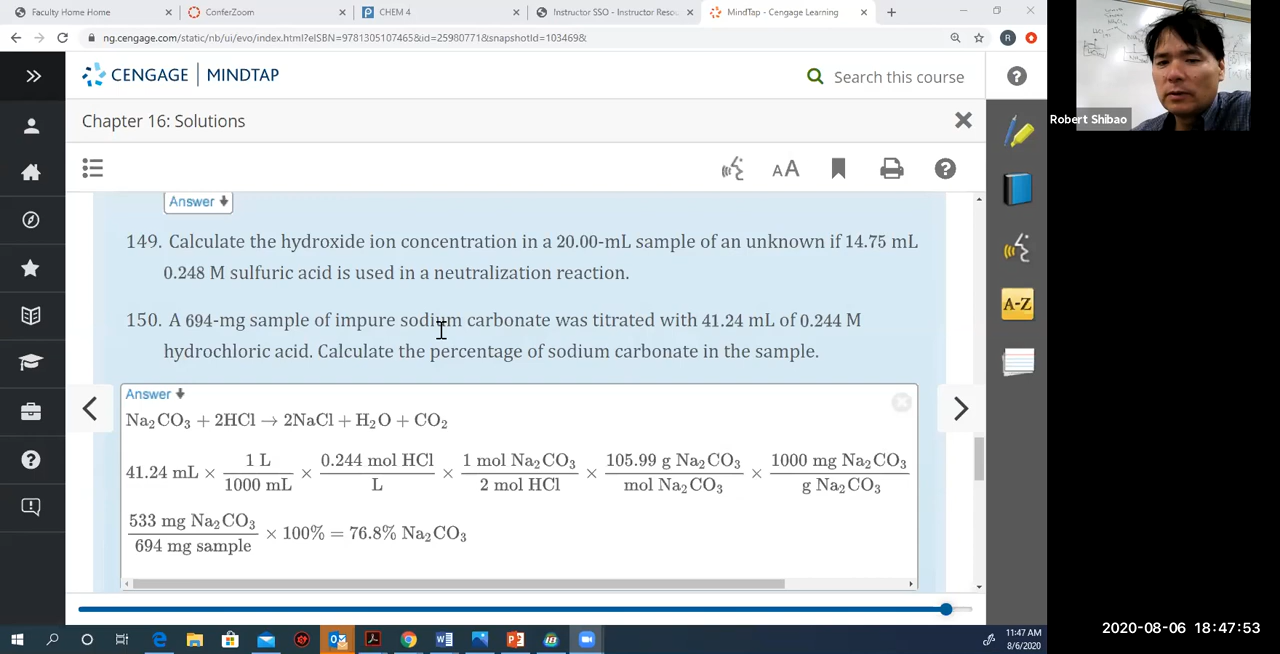 Faculty Home Home
ConferZoom
CHEM 4
Instructor SSO - Instructor Resou
MindTap - Cengage Learning
ng.cengage.com/static/nb/ui/evo/index.html?eISBN=9781305107465&id=25980771&snapshotId=1034698&
R
CENGAGE | MINDTAP
Search this course
Robert Shibao
Chapter 16: Solutions
AA
Answer
149. Calculate the hydroxide ion concentration in a 20.00-mL sample of an unknown if 14.75 mL
0.248 M sulfuric acid is used in a neutralization reaction.
150. A 694-mg sample of impure sodium carbonate was titrated with 41.24 mL of 0.244 M
hydrochloric acid. Calculate the percentage of sodium carbonate in the sample.
A-Z
Answer
Na₂CO₃ + 2HCl → 2NaCl + H₂O + CO₂
41.24 mL × 1 L / 1000 mL × 0.244 mol HCl / L × 1 mol Na₂CO₃ / 2 mol HCl × 105.99 g Na₂CO₃ / mol Na₂CO₃ × 1000 mg Na₂CO₃ / g Na₂CO₃
533 mg Na₂CO₃ / 694 mg sample × 100% = 76.8% Na₂CO₃
11:47 AM
8/6/2020
2020-08-06 18:47:53